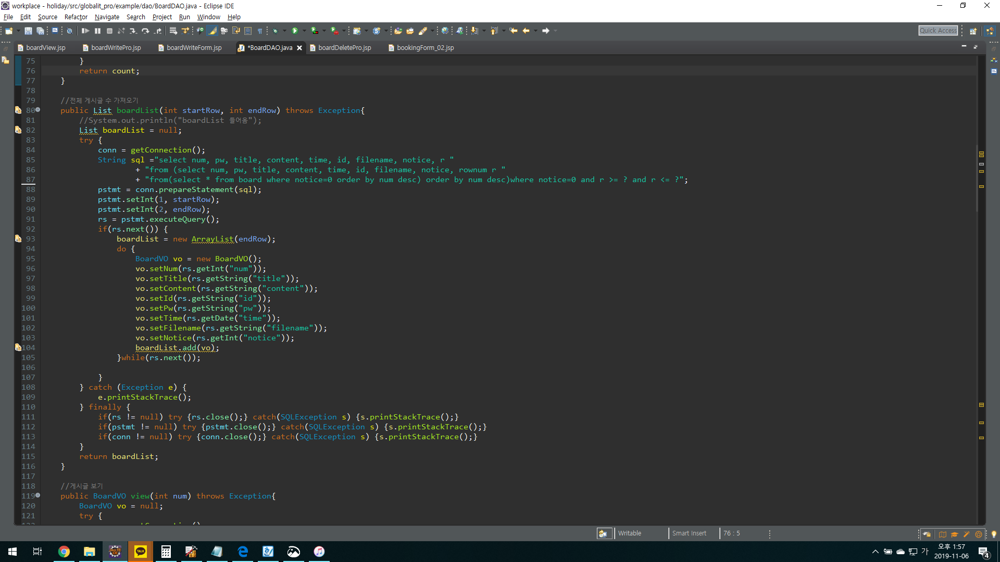 workplace - holiday/src/globalit_pro/example/dao/BoardDAO.java - Eclipse IDE
File Edit Source Refactor Navigate Search Project Run Window Help
Quick Access
boardView.jsp boardWritePro.jsp boardWriteForm.jsp *BoardDAO.java boardDeletePro.jsp bookingForm_02.jsp
75 }
76 return count;
77 }
78
79 //전체 게시글 수 가져오기
80 public List boardList(int startRow, int endRow) throws Exception{
81 //System.out.println("boardList 들어옴");
82 List boardList = null;
83 try {
84 conn = getConnection();
85 String sql ="select num, pw, title, content, time, id, filename, notice, r "
86 + "from (select num, pw, title, content, time, id, filename, notice, rownum r "
87 + "from(select * from board where notice=0 order by num desc) order by num desc)where notice=0 and r >= ? and r <= ?";
88 pstmt = conn.prepareStatement(sql);
89 pstmt.setInt(1, startRow);
90 pstmt.setInt(2, endRow);
91 rs = pstmt.executeQuery();
92 if(rs.next()) {
93 boardList = new ArrayList(endRow);
94 do {
95 BoardVO vo = new BoardVO();
96 vo.setNum(rs.getInt("num"));
97 vo.setTitle(rs.getString("title"));
98 vo.setContent(rs.getString("content"));
99 vo.setId(rs.getString("id"));
100 vo.setPw(rs.getString("pw"));
101 vo.setTime(rs.getDate("time"));
102 vo.setFilename(rs.getString("filename"));
103 vo.setNotice(rs.getInt("notice"));
104 boardList.add(vo);
105 }while(rs.next());
106
107 }
108 } catch (Exception e) {
109 e.printStackTrace();
110 } finally {
111 if(rs != null) try {rs.close();} catch(SQLException s) {s.printStackTrace();}
112 if(pstmt != null) try {pstmt.close();} catch(SQLException s) {s.printStackTrace();}
113 if(conn != null) try {conn.close();} catch(SQLException s) {s.printStackTrace();}
114 }
115 return boardList;
116 }
117
118 //게시글 보기
119 public BoardVO view(int num) throws Exception{
120 BoardVO vo = null;
121 try {
Writable Smart Insert 76 : 5
TALK
가 오후 1:57
2019-11-06
4